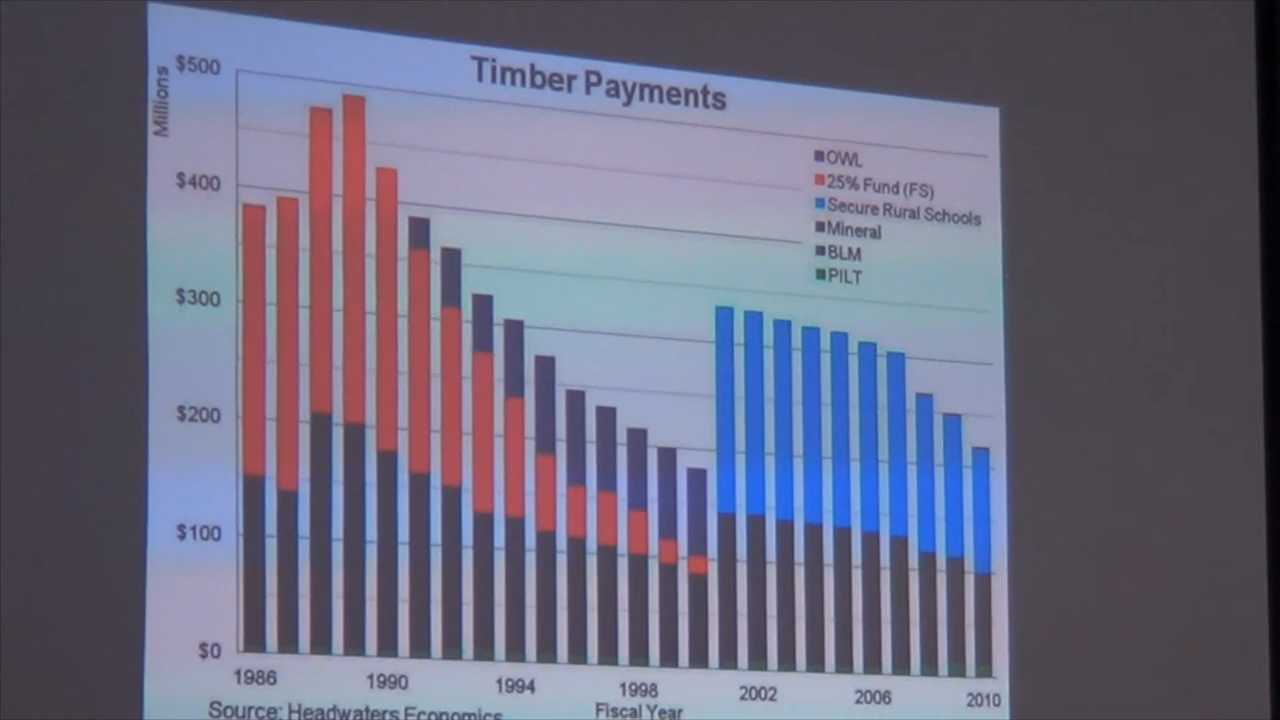 Timber Payments
Millions
$500
$400
$300
$200
$100
$0
OWL
25% Fund (FS)
Secure Rural Schools
Mineral
BLM
PILT
1986
1990
1994
1998
2002
2006
2010
Fiscal Year
Source: Headwaters Economics